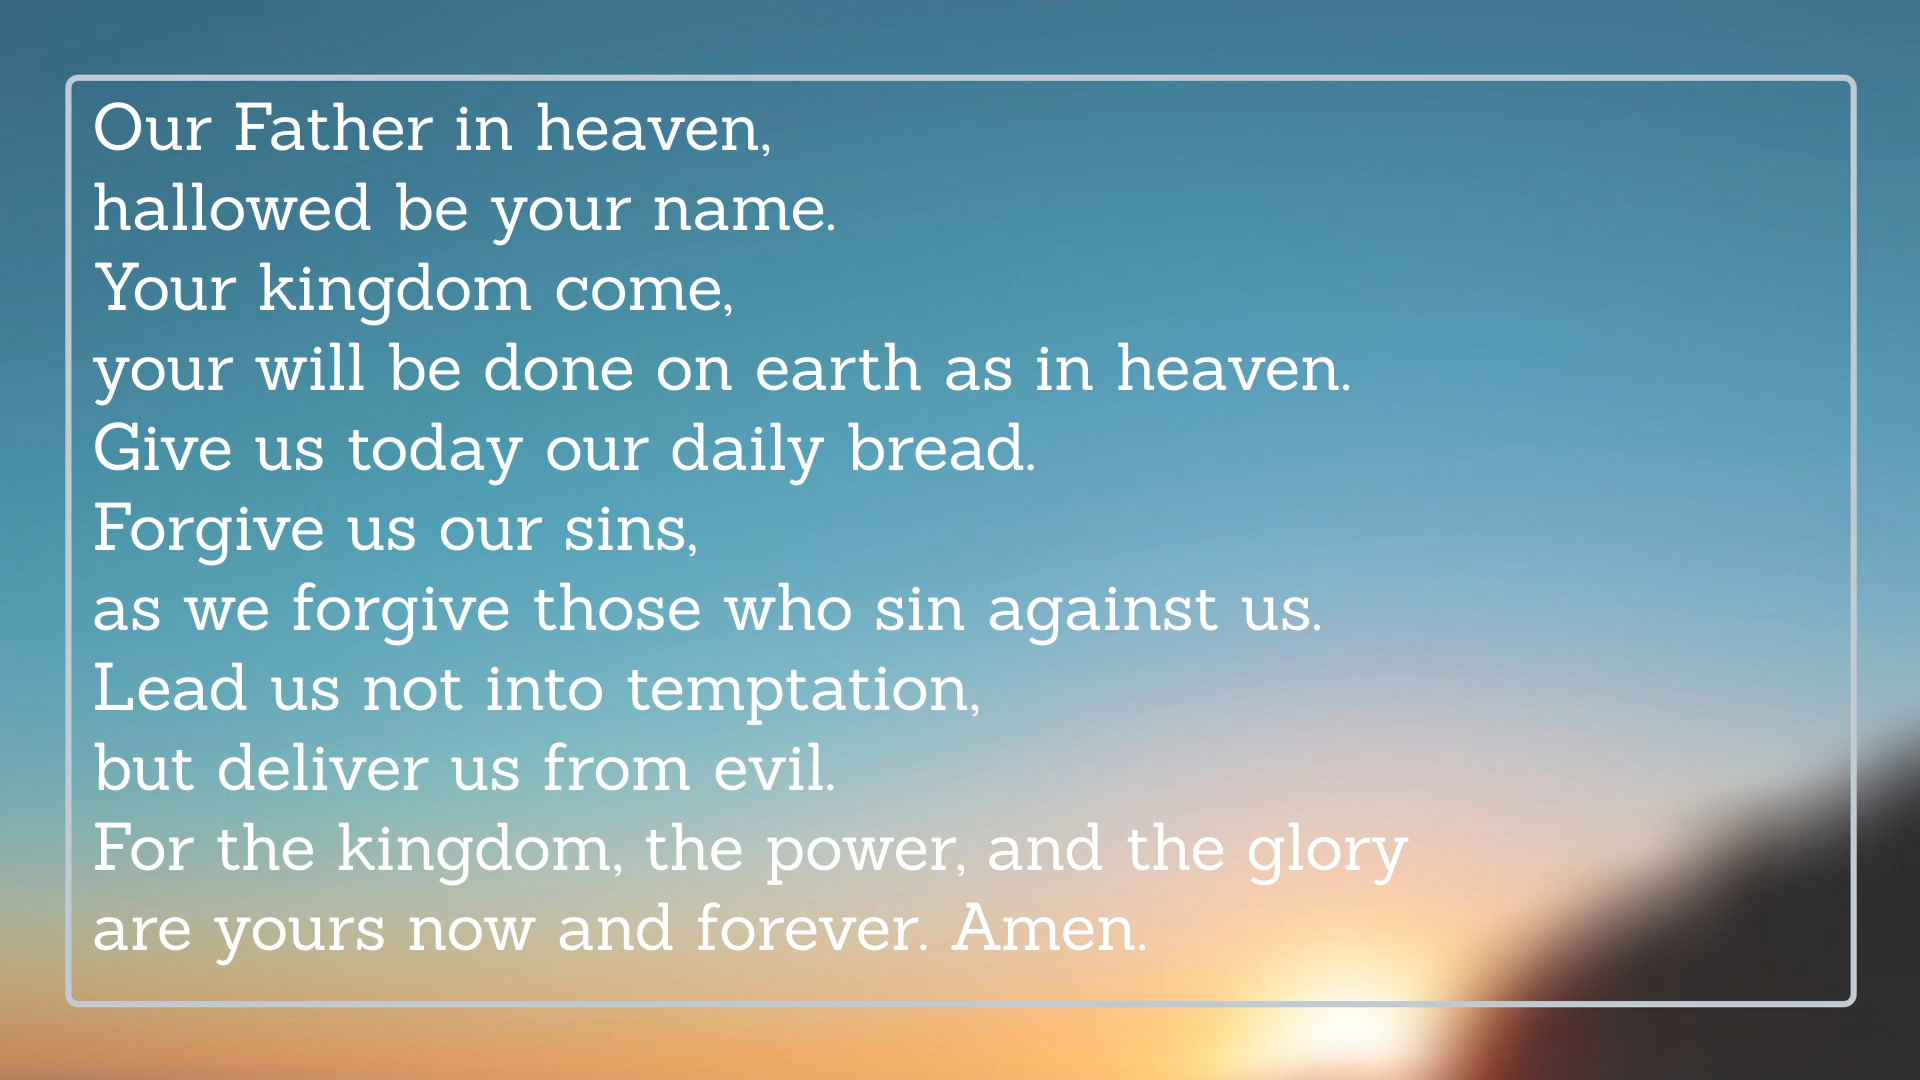 Our Father in heaven,
hallowed be your name.
Your kingdom come,
your will be done on earth as in heaven.
Give us today our daily bread.
Forgive us our sins,
as we forgive those who sin against us.
Lead us not into temptation,
but deliver us from evil.
For the kingdom, the power, and the glory
are yours now and forever. Amen.